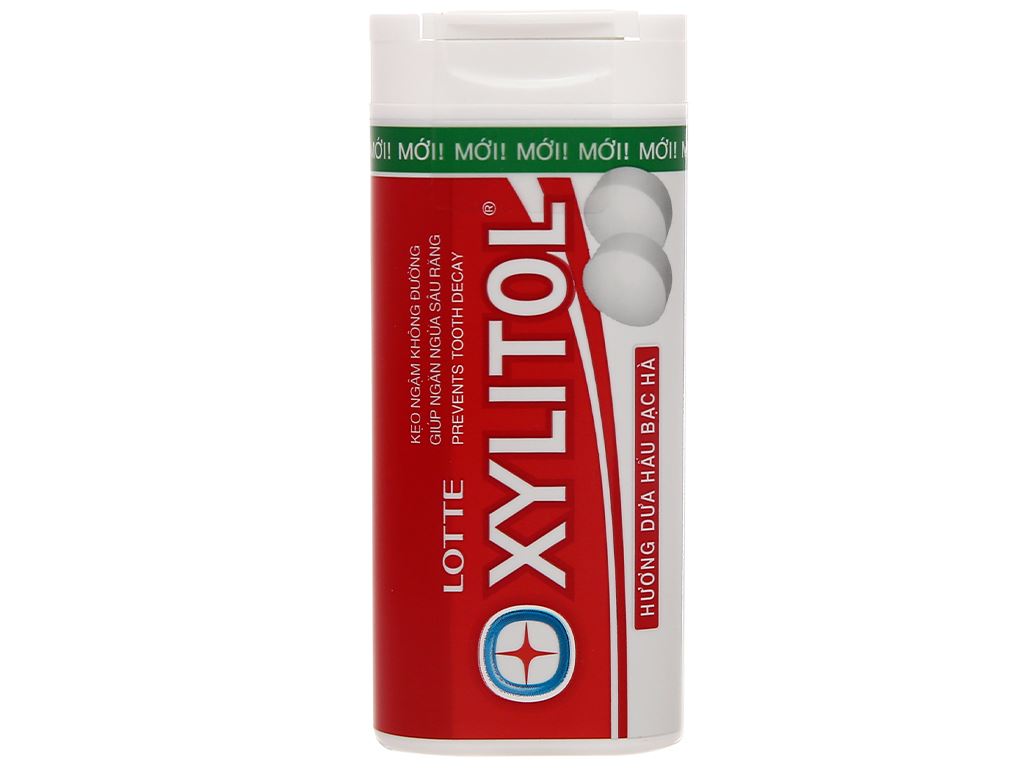 MỚI! MỚI! MỚI! MỚI! MỚI!
KẸO NGẬM KHÔNG ĐƯỜNG
GIÚP NGĂN NGỪA SÂU RĂNG
PREVENTS TOOTH DECAY
LOTTE
XYLITOL®
HƯƠNG DƯA HẤU BẠC HÀ